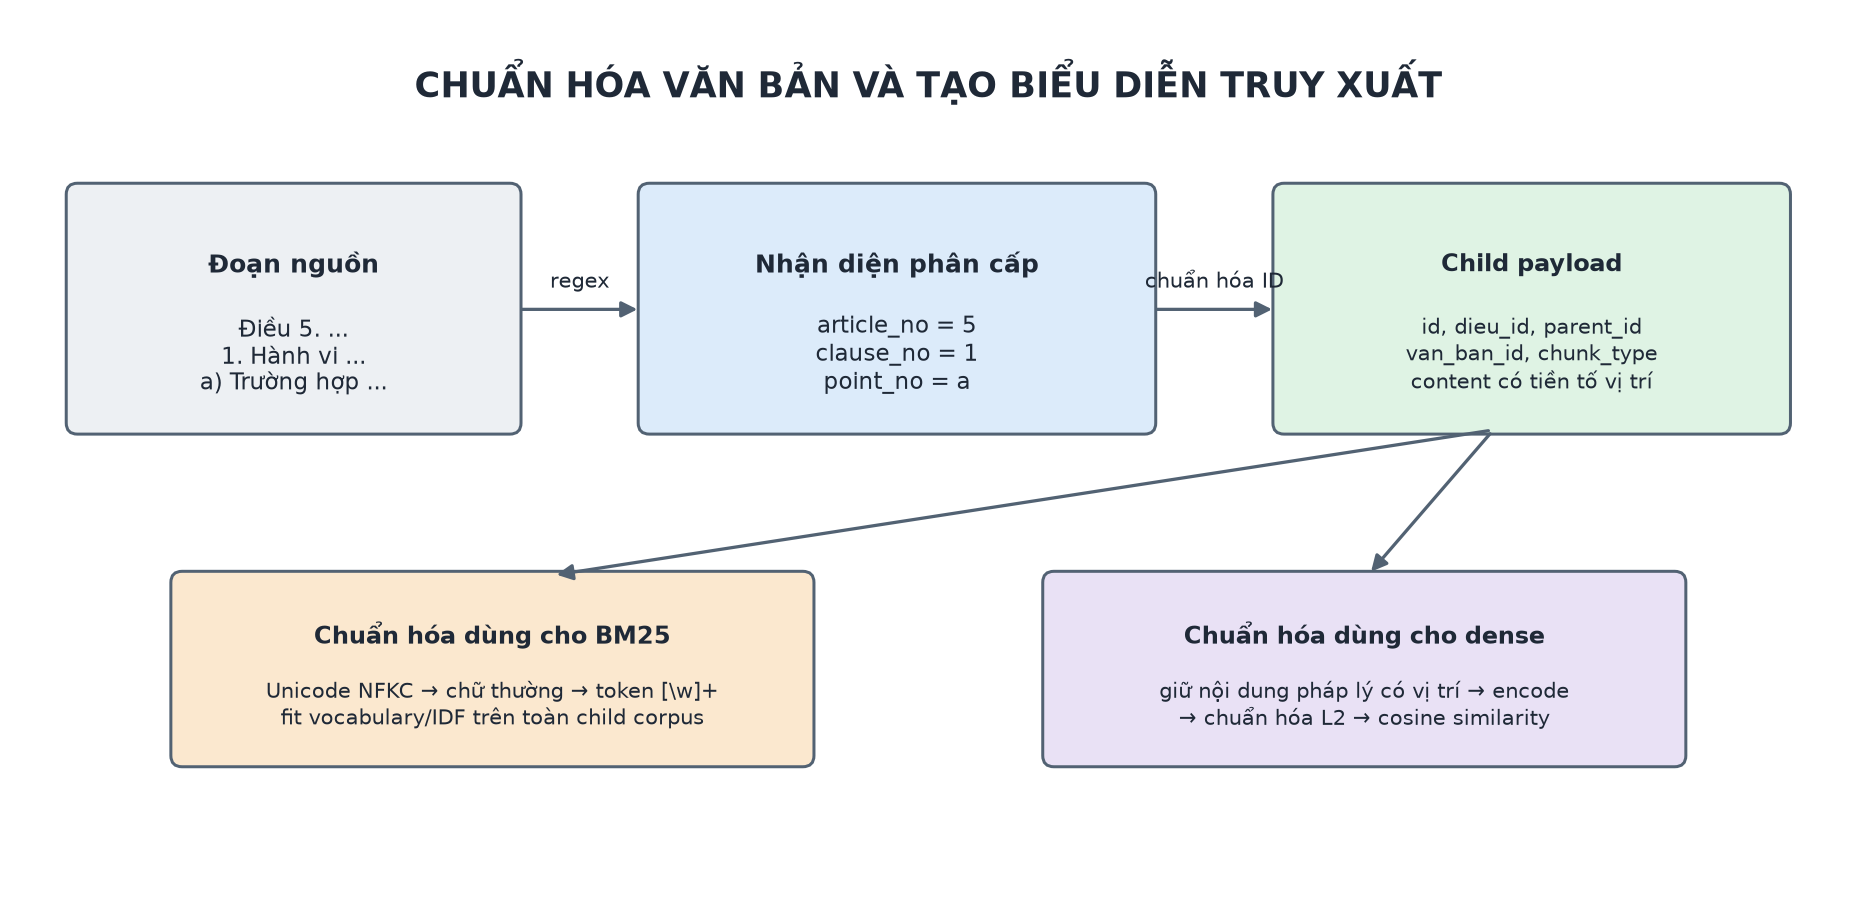 CHUẨN HÓA VĂN BẢN VÀ TẠO BIỂU DIỄN TRUY XUẤT
Đoạn nguồn
Điều 5. ...
1. Hành vi ...
a) Trường hợp ...
regex
Nhận diện phân cấp
article_no = 5
clause_no = 1
point_no = a
chuẩn hóa ID
Child payload
id, dieu_id, parent_id
van_ban_id, chunk_type
content có tiền tố vị trí
Chuẩn hóa dùng cho BM25
Unicode NFKC → chữ thường → token [\w]+
fit vocabulary/IDF trên toàn child corpus
Chuẩn hóa dùng cho dense
giữ nội dung pháp lý có vị trí → encode
→ chuẩn hóa L2 → cosine similarity